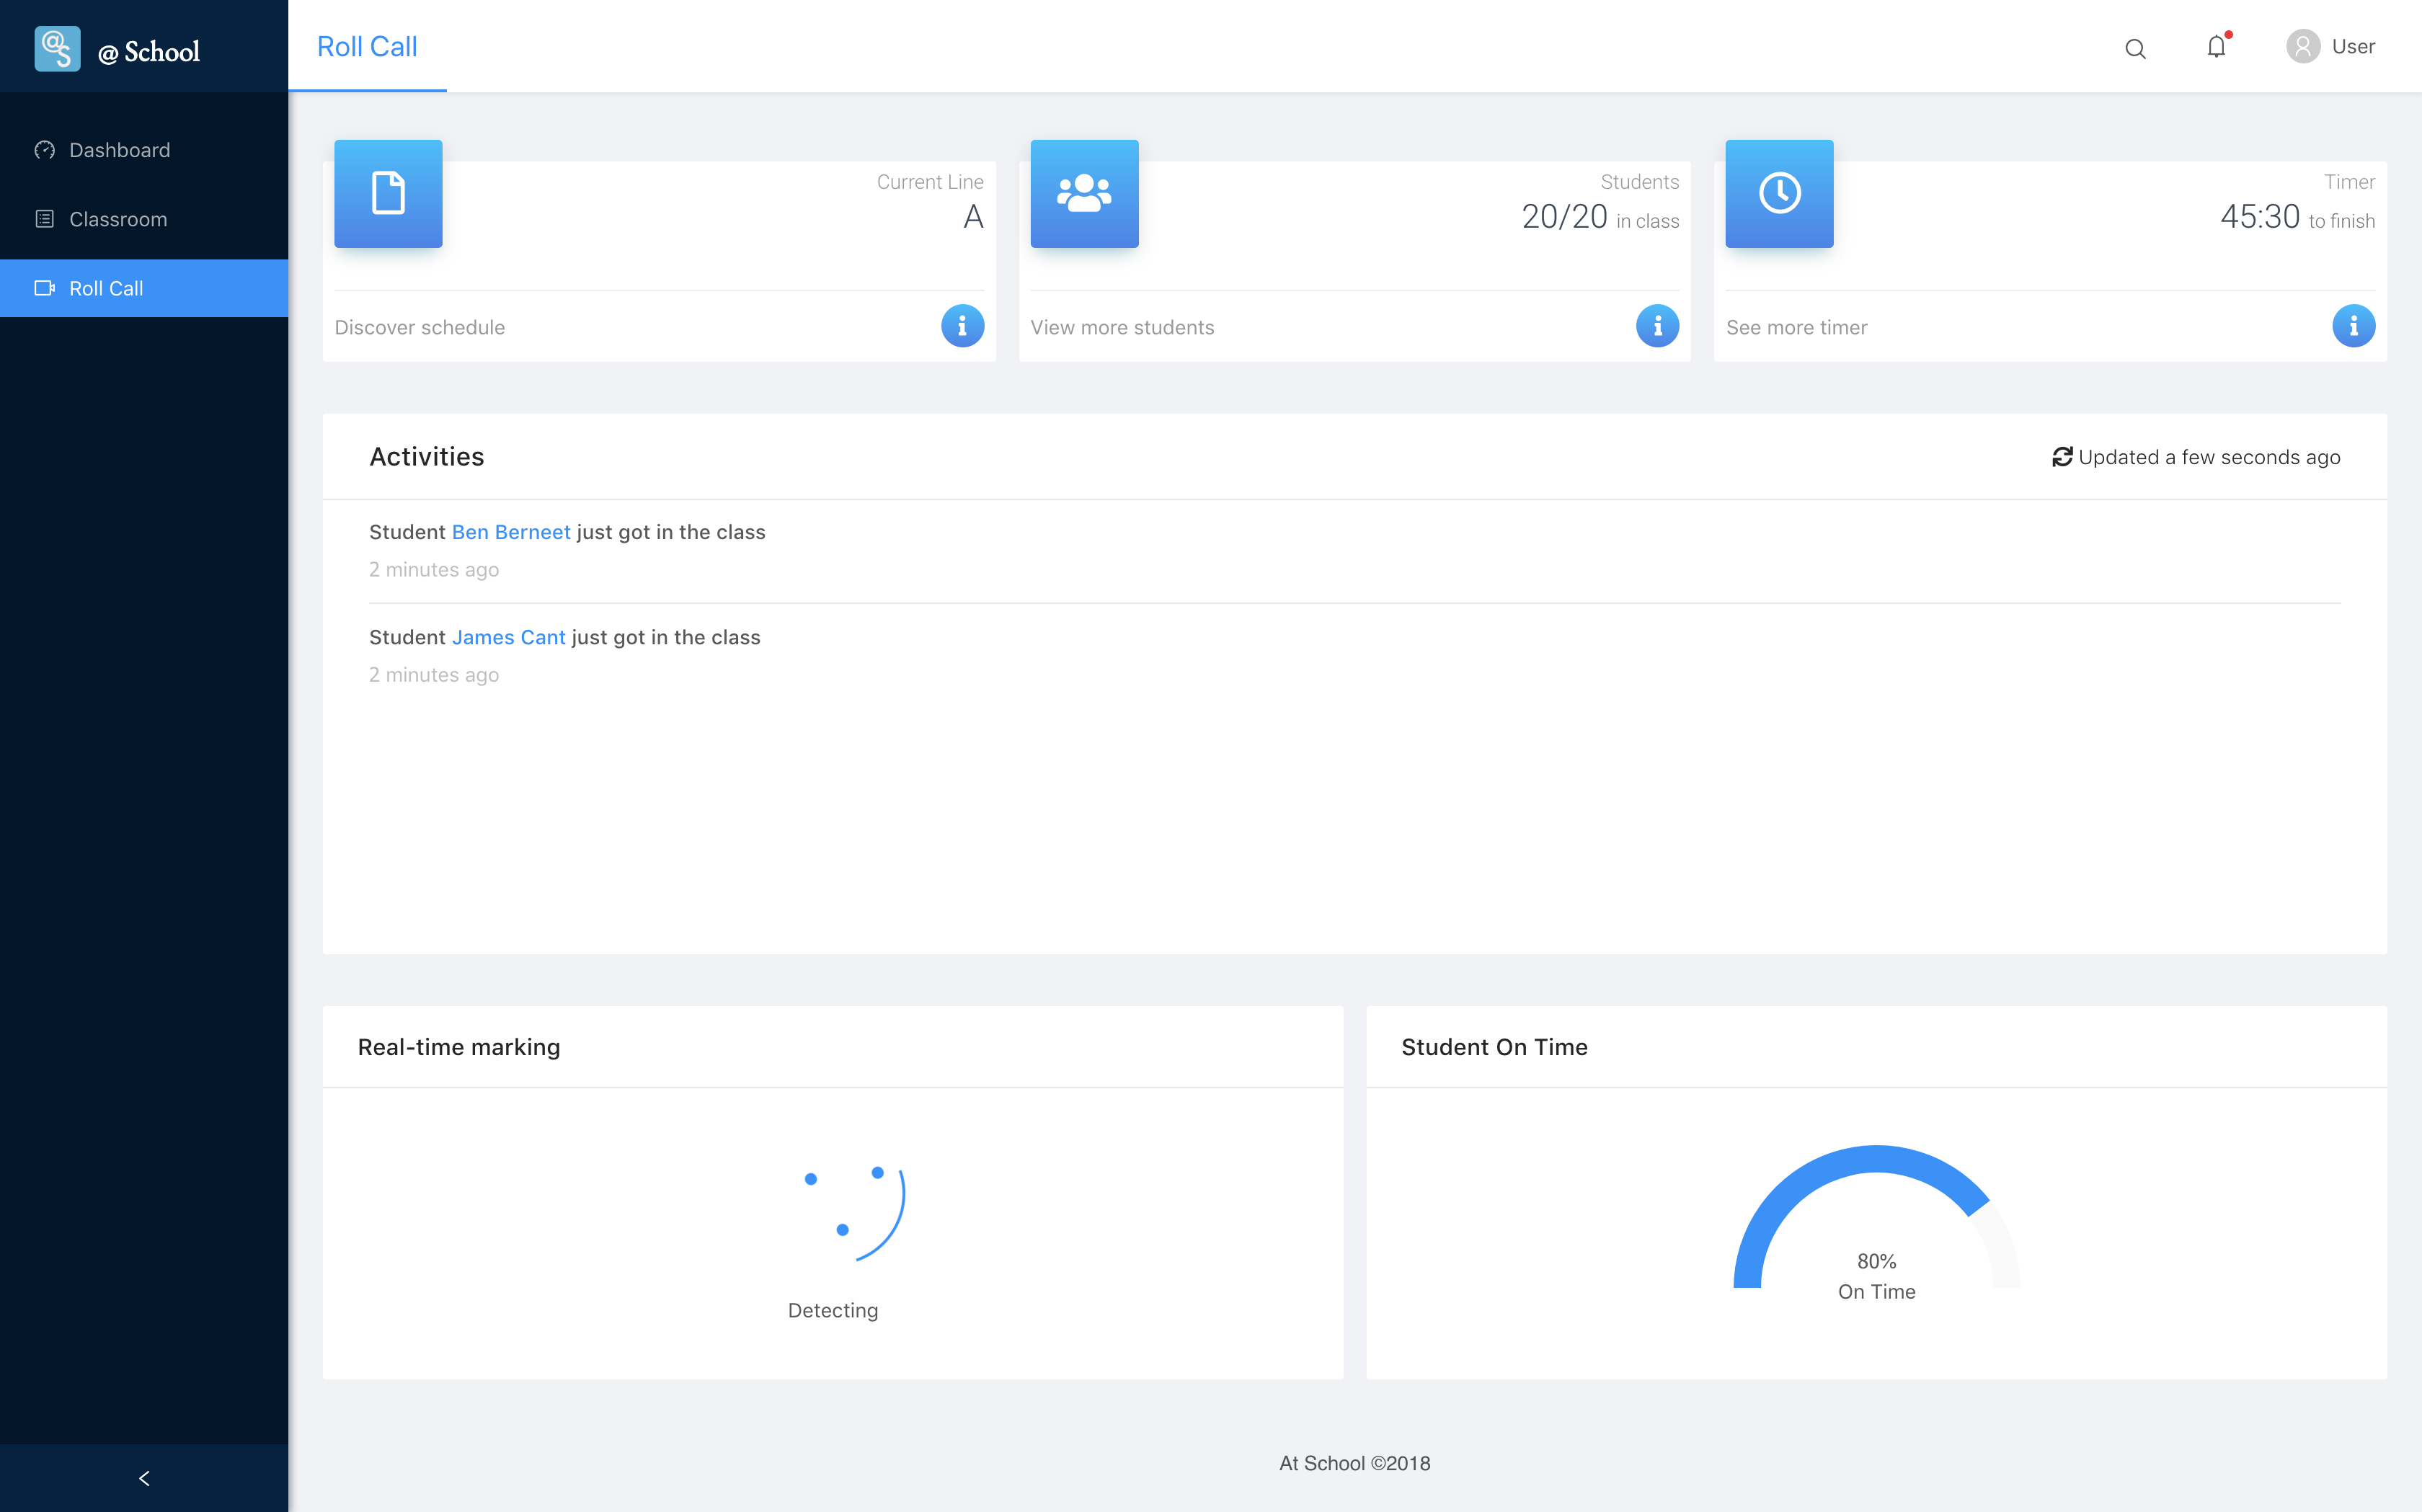 @ School
Roll Call
User
Dashboard
Classroom
Roll Call
Current Line
A
Discover schedule
Students
20/20 in class
View more students
Timer
45:30 to finish
See more timer
Activities
Updated a few seconds ago
Student Ben Berneet just got in the class
2 minutes ago
Student James Cant just got in the class
2 minutes ago
Real-time marking
Detecting
Student On Time
80%
On Time
At School ©2018